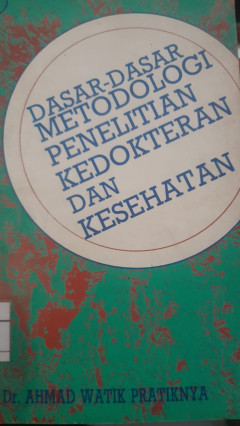 DASAR-DASAR
METODOLOGI
PENELITIAN
KEDOKTERAN
DAN
KESEHATAN
Dr. AHMAD WATIK PRATIKNYA